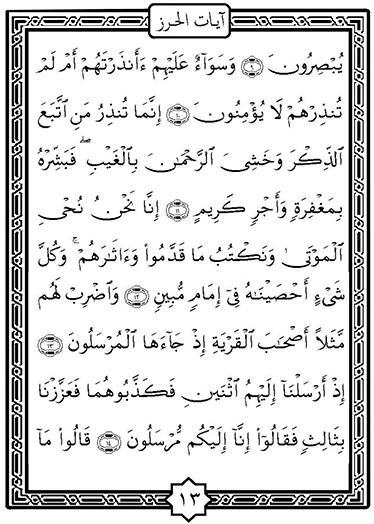 آيات الحرز
يُبْصِرُونَ ﴿٩﴾ وَسَوَآءٌ عَلَيْهِمْ ءَأَنذَرْتَهُمْ أَمْ لَمْ
تُنذِرْهُمْ لَا يُؤْمِنُونَ ﴿١٠﴾ إِنَّمَا تُنذِرُ مَنِ ٱتَّبَعَ
ٱلذِّكْرَ وَخَشِىَ ٱلرَّحْمَٰنَ بِٱلْغَيْبِ ۖ فَبَشِّرْهُ
بِمَغْفِرَةٍ وَأَجْرٍ كَرِيمٍ ﴿١١﴾ إِنَّا نَحْنُ نُحْىِ
ٱلْمَوْتَىٰ وَنَكْتُبُ مَا قَدَّمُوا۟ وَءَاثَٰرَهُمْ ۚ وَكُلَّ
شَىْءٍ أَحْصَيْنَٰهُ فِىٓ إِمَامٍ مُّبِينٍ ﴿١٢﴾ وَٱضْرِبْ لَهُم
مَّثَلًا أَصْحَٰبَ ٱلْقَرْيَةِ إِذْ جَآءَهَا ٱلْمُرْسَلُونَ ﴿١٣﴾
إِذْ أَرْسَلْنَآ إِلَيْهِمُ ٱثْنَيْنِ فَكَذَّبُوهُمَا فَعَزَّزْنَا
بِثَالِثٍ فَقَالُوٓا۟ إِنَّآ إِلَيْكُم مُّرْسَلُونَ ﴿١٤﴾ قَالُوا۟ مَآ
١٣